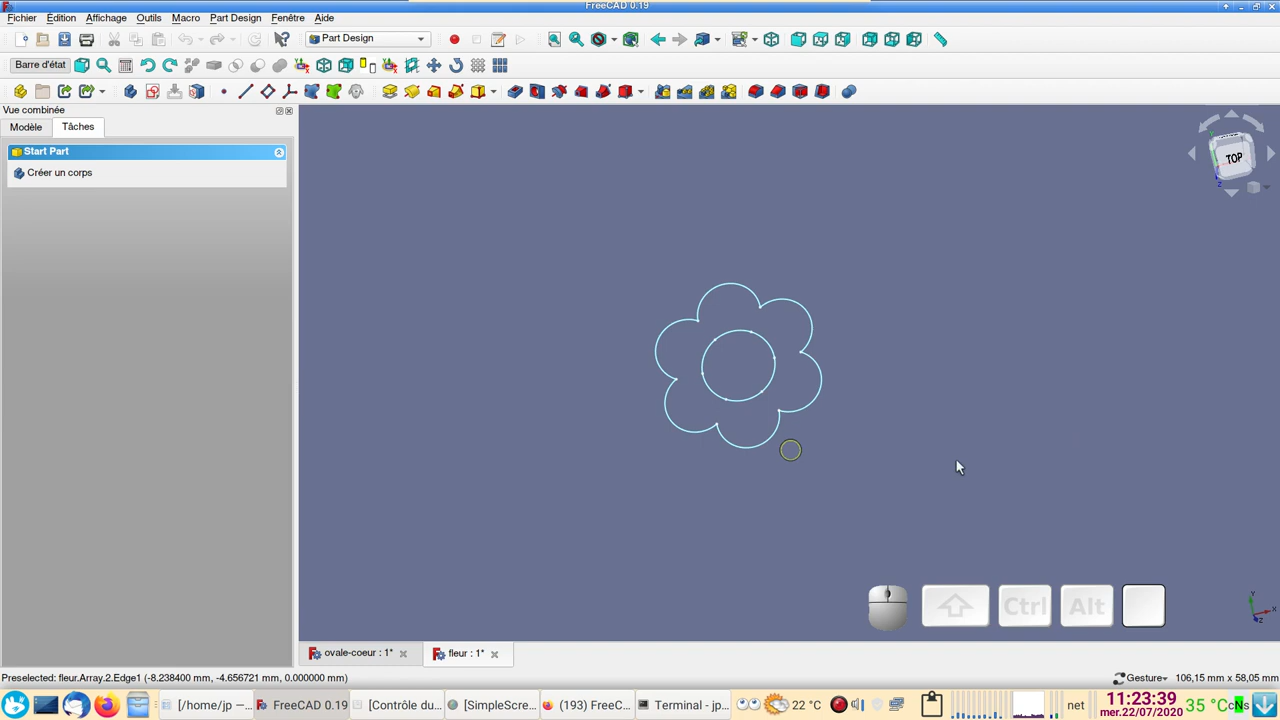 FreeCAD 0.19
Fichier Édition Affichage Outils Macro Part Design Fenêtre Aide
Part Design
Barre d'état
Vue combinée
Modèle Tâches
Start Part
Créer un corps
TOP
Ctrl Alt
Y
X
Z
ovale-coeur : 1* fleur : 1*
Preselected: fleur.Array.2.Edge1 (-8.238400 mm, -4.656721 mm, 0.000000 mm) Gesture 106,15 mm x 58,05 mm
[/home/jp —... FreeCAD 0.19 [Contrôle du... [SimpleScre... (193) FreeC... Terminal - jp... 22 °C net 11:23:39 35 °C
mer.22/07/2020